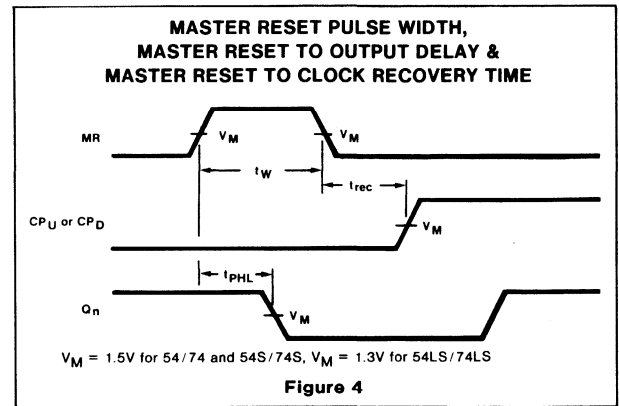 MASTER RESET PULSE WIDTH,
MASTER RESET TO OUTPUT DELAY &
MASTER RESET TO CLOCK RECOVERY TIME
MR
VM
VM
tW
trec
CPU or CPD
VM
tPHL
Qn
VM
VM = 1.5V for 54/74 and 54S/74S, VM = 1.3V for 54LS/74LS
Figure 4